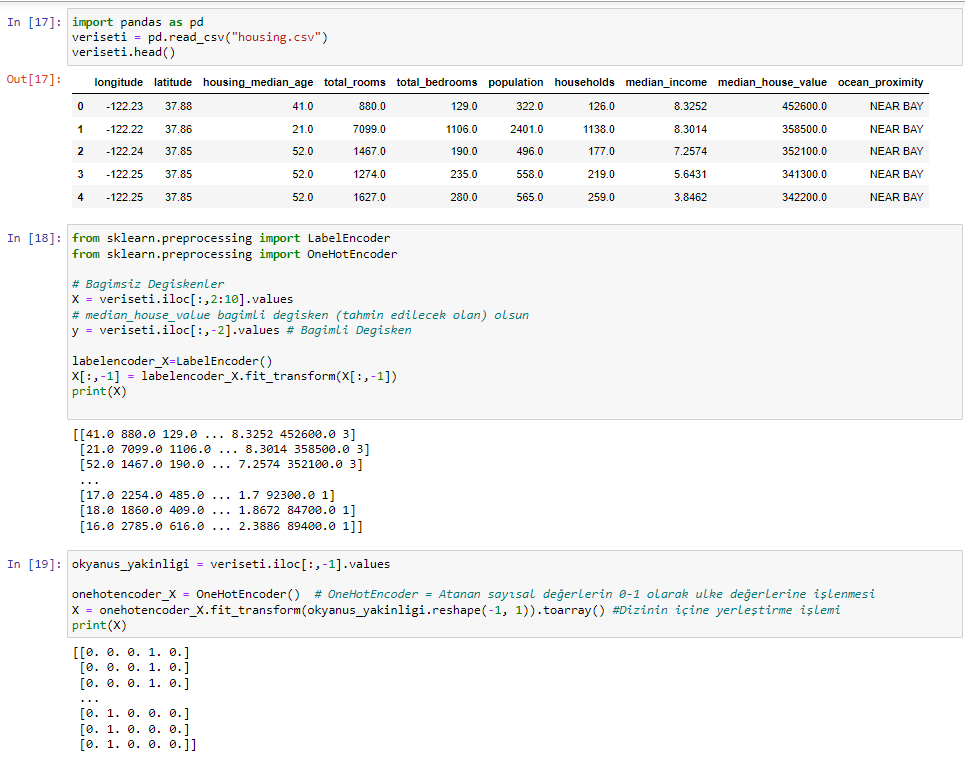 In [17]: import pandas as pd
veriseti = pd.read_csv("housing.csv")
veriseti.head()
Out[17]: longitude latitude housing_median_age total_rooms total_bedrooms population households median_income median_house_value ocean_proximity
0 -122.23 37.88 41.0 880.0 129.0 322.0 126.0 8.3252 452600.0 NEAR BAY
1 -122.22 37.86 21.0 7099.0 1106.0 2401.0 1138.0 8.3014 358500.0 NEAR BAY
2 -122.24 37.85 52.0 1467.0 190.0 496.0 177.0 7.2574 352100.0 NEAR BAY
3 -122.25 37.85 52.0 1274.0 235.0 558.0 219.0 5.6431 341300.0 NEAR BAY
4 -122.25 37.85 52.0 1627.0 280.0 565.0 259.0 3.8462 342200.0 NEAR BAY
In [18]: from sklearn.preprocessing import LabelEncoder
from sklearn.preprocessing import OneHotEncoder
# Bagimsiz Degiskenler
X = veriseti.iloc[:,2:10].values
# median_house_value bagimli degisken (tahmin edilecek olan) olsun
y = veriseti.iloc[:,-2].values # Bagimli Degisken
labelencoder_X=LabelEncoder()
X[:,-1] = labelencoder_X.fit_transform(X[:,-1])
print(X)
[[41.0 880.0 129.0 ... 8.3252 452600.0 3]
[21.0 7099.0 1106.0 ... 8.3014 358500.0 3]
[52.0 1467.0 190.0 ... 7.2574 352100.0 3]
...
[17.0 2254.0 485.0 ... 1.7 92300.0 1]
[18.0 1860.0 409.0 ... 1.8672 84700.0 1]
[16.0 2785.0 616.0 ... 2.3886 89400.0 1]]
In [19]: okyanus_yakinligi = veriseti.iloc[:,-1].values
onehotencoder_X = OneHotEncoder() # OneHotEncoder = Atanan sayısal değerlerin 0-1 olarak ulke değerlerine işlenmesi
X = onehotencoder_X.fit_transform(okyanus_yakinligi.reshape(-1, 1)).toarray() #Dizinin içine yerleştirme işlemi
print(X)
[[0. 0. 0. 1. 0.]
[0. 0. 0. 1. 0.]
[0. 0. 0. 1. 0.]
...
[0. 1. 0. 0. 0.]
[0. 1. 0. 0. 0.]
[0. 1. 0. 0. 0.]]